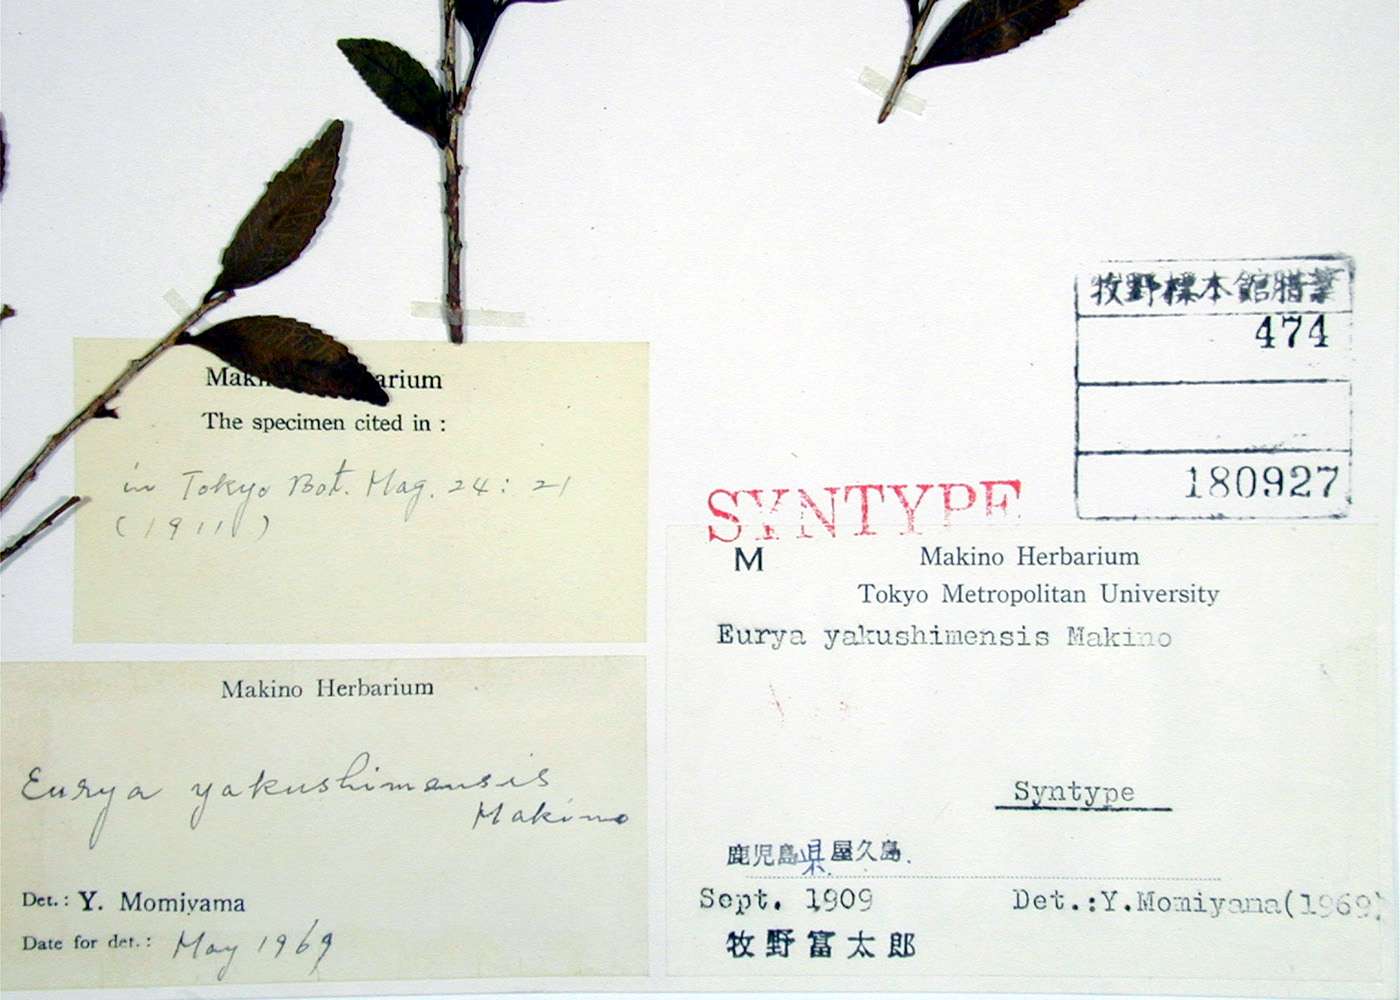 牧野標本館腊葉
474
180927
Makino Herbarium
The specimen cited in :
in Tokyo Bot. Mag. 24 : 21
(1911)
SYNTYPE
M
Makino Herbarium
Tokyo Metropolitan University
Eurya yakushimensis Makino
Syntype
鹿児島県屋久島.
Sept. 1909 Det.:Y.Momiyama(1969)
牧野富太郎
Makino Herbarium
Eurya yakushimensis
Makino
Det.: Y. Momiyama
Date for det.: May 1969